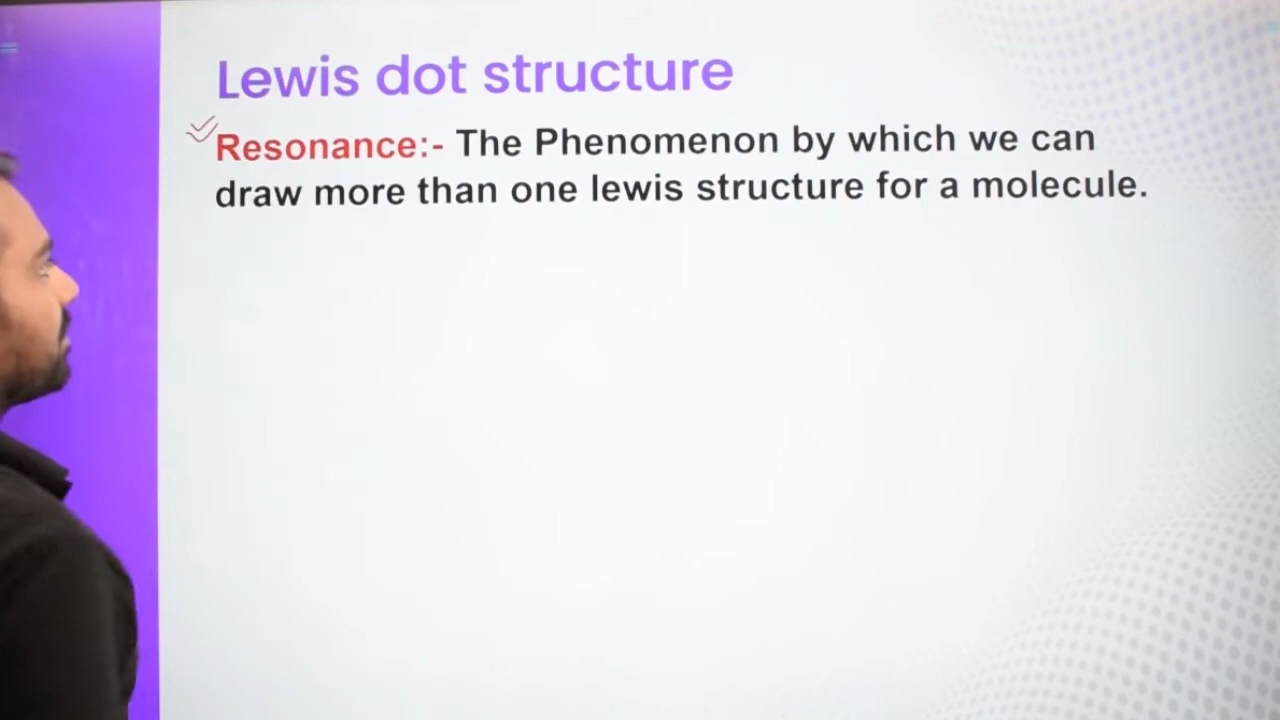 Lewis dot structure
Resonance:- The Phenomenon by which we can
draw more than one lewis structure for a molecule.